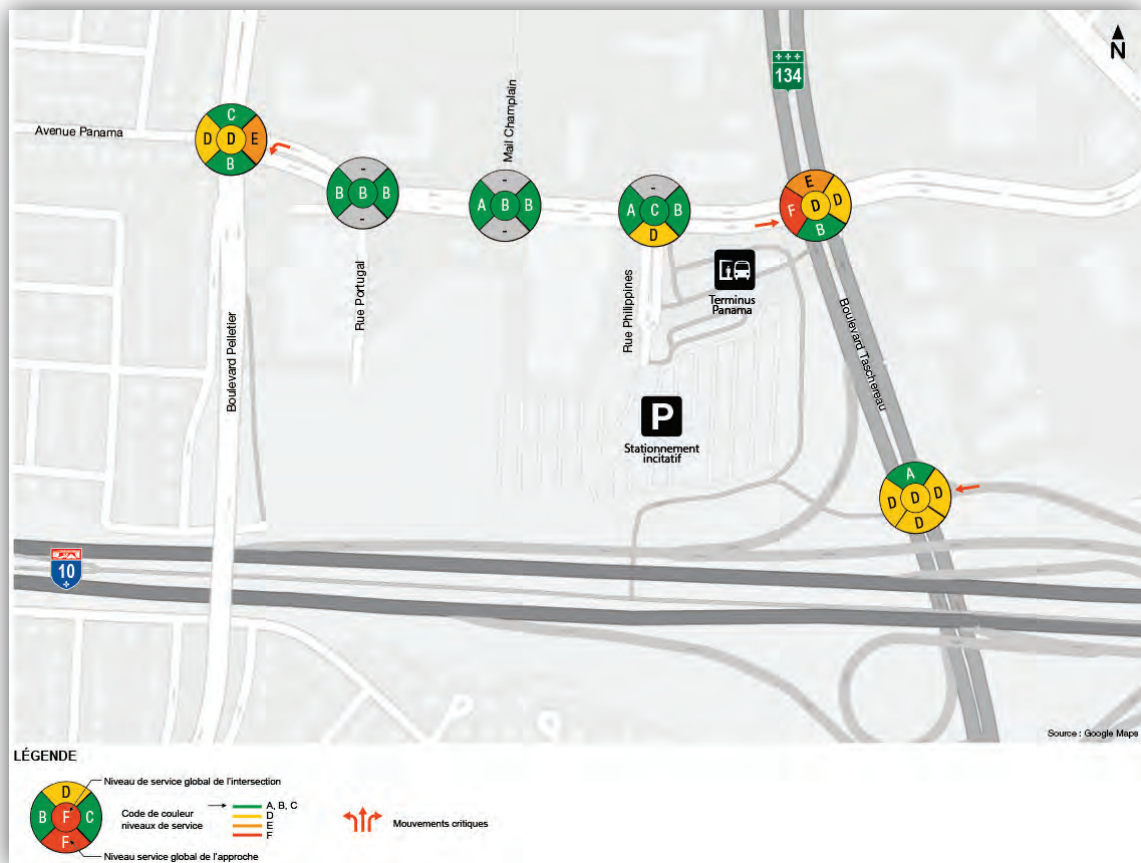 N
134
Avenue Panama
C
D D E
B
-
B B B
-
Mail Champlain
-
A B B
-
-
A C B
D
E
F D D
B
Rue Portugal
Rue Philippines
Terminus
Panama
Boulevard Pelletier
Boulevard Taschereau
P
Stationnement
incitatif
A
D D D
D
10
Source : Google Maps
LÉGENDE
Niveau de service global de l'intersection
D
B F C
F
Code de couleur
niveaux de service
A, B, C
D
E
F
Mouvements critiques
Niveau service global de l'approche